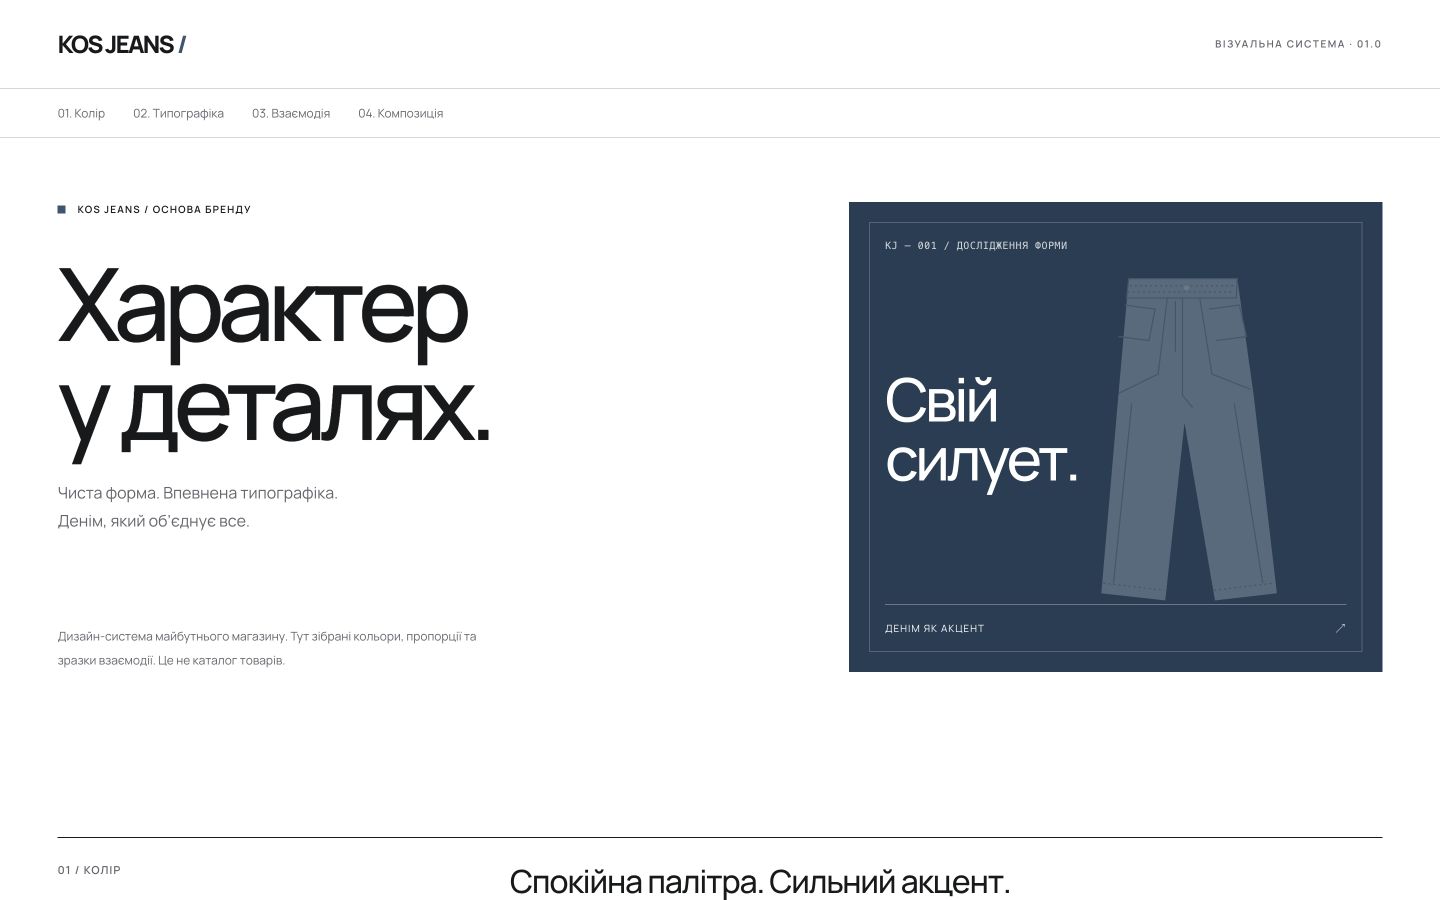 KOS JEANS /
ВІЗУАЛЬНА СИСТЕМА · 01.0
01. Колір
02. Типографіка
03. Взаємодія
04. Композиція
KOS JEANS / ОСНОВА БРЕНДУ
Характер
у деталях.
Чиста форма. Впевнена типографіка.
Денім, який об’єднує все.
Дизайн-система майбутнього магазину. Тут зібрані кольори, пропорції та
зразки взаємодії. Це не каталог товарів.
KJ — 001 / ДОСЛІДЖЕННЯ ФОРМИ
Свій
силует.
ДЕНІМ ЯК АКЦЕНТ ↗
01 / КОЛІР
Спокійна палітра. Сильний акцент.